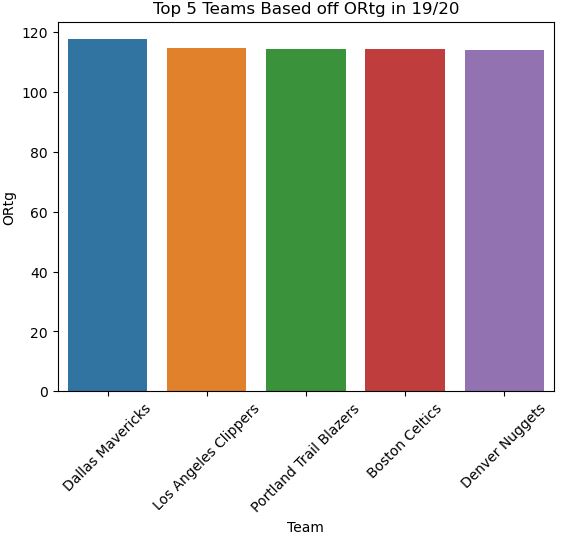 Top 5 Teams Based off ORtg in 19/20
ORtg
120
100
80
60
40
20
0
Dallas Mavericks
Los Angeles Clippers
Portland Trail Blazers
Boston Celtics
Denver Nuggets
Team